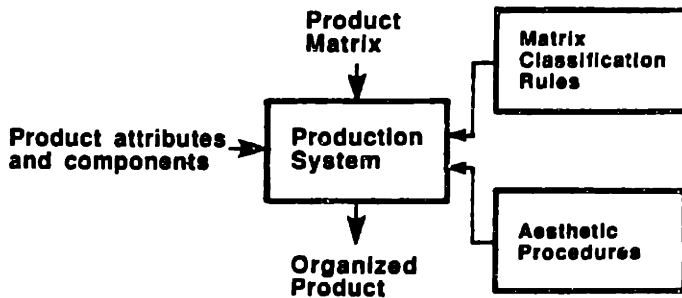 Product
Matrix
Matrix
Classification
Rules
Product attributes
and components
Production
System
Aesthetic
Procedures
Organized
Product